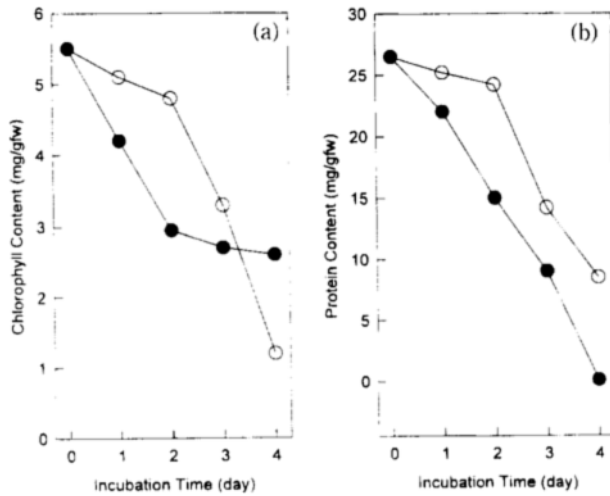 (a)
Chlorophyll Content (mg/gfw)
6
5
4
3
2
1
0
0 1 2 3 4
Incubation Time (day)
(b)
Protein Content (mg/gfw)
30
25
20
15
10
5
0
0 1 2 3 4
Incubation Time (day)